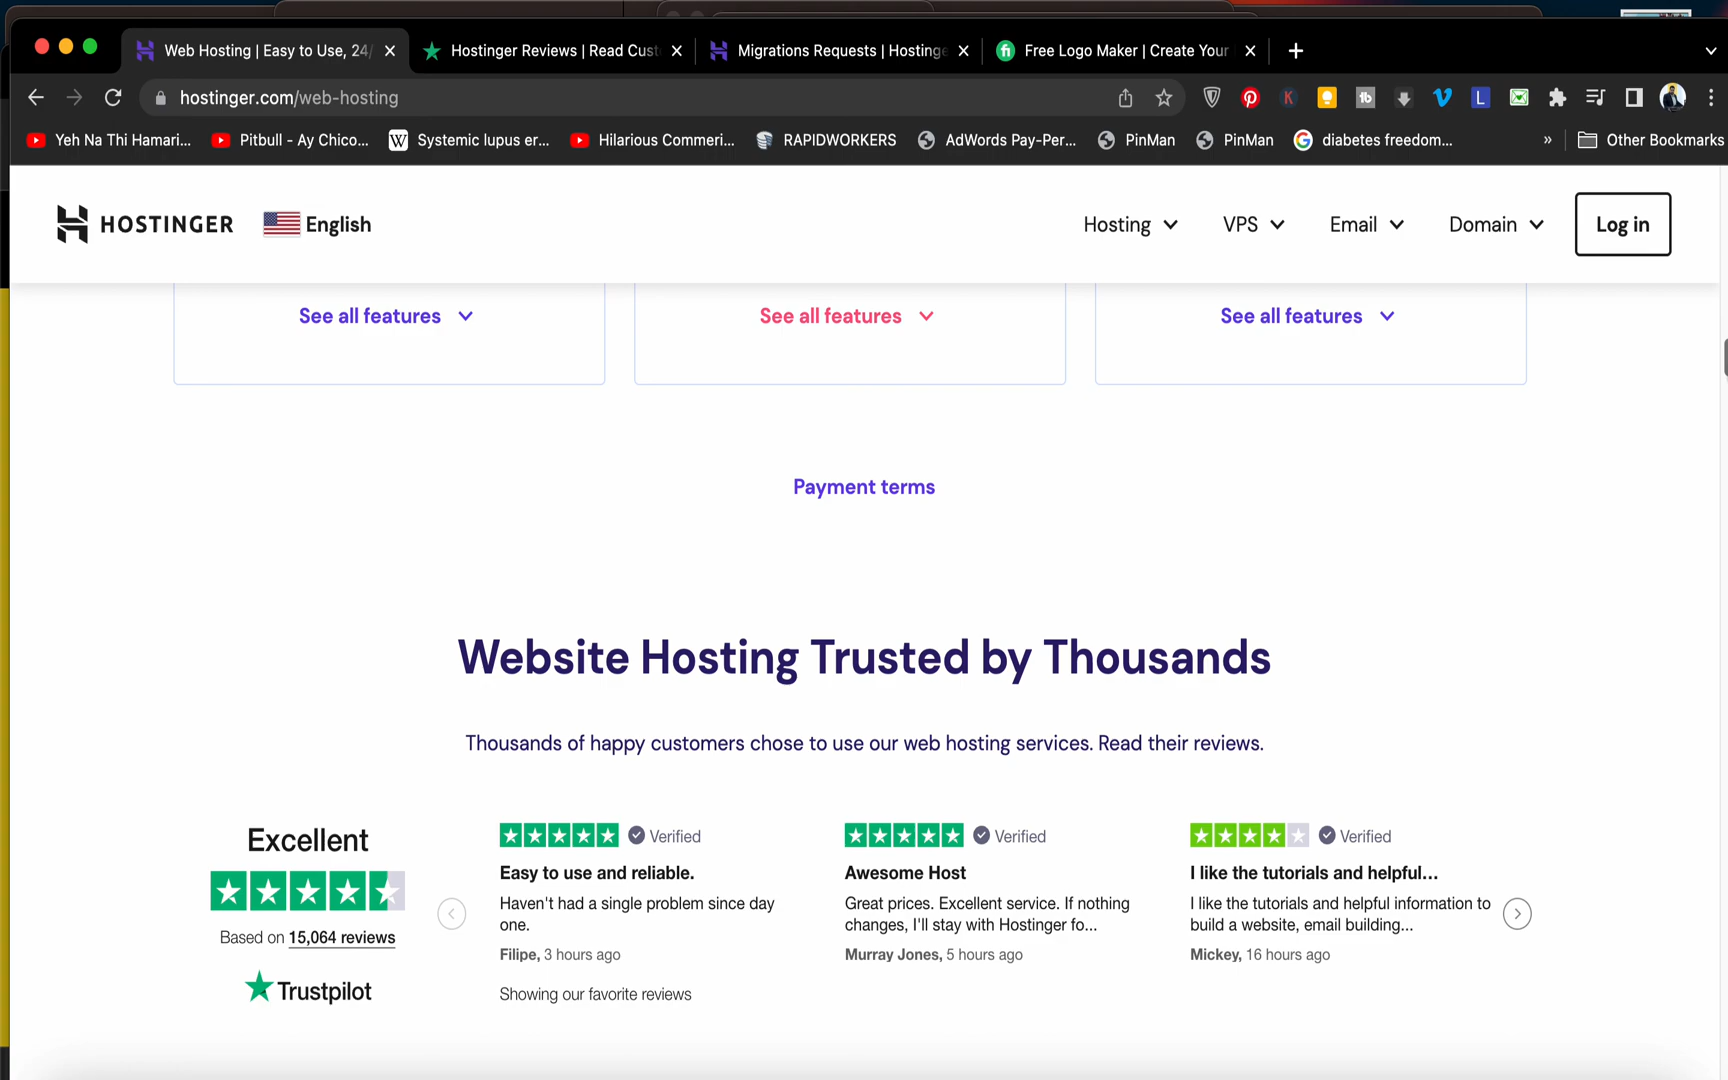 Web Hosting | Easy to Use, 24/
Hostinger Reviews | Read Cust
Migrations Requests | Hostinge
Free Logo Maker | Create Your
hostinger.com/web-hosting
Yeh Na Thi Hamari...
Pitbull - Ay Chico...
Systemic lupus er...
Hilarious Commeri...
RAPIDWORKERS
AdWords Pay-Per...
PinMan
PinMan
diabetes freedom...
»
Other Bookmarks
HOSTINGER
English
Hosting
VPS
Email
Domain
Log in
See all features
See all features
See all features
Payment terms
Website Hosting Trusted by Thousands
Thousands of happy customers chose to use our web hosting services. Read their reviews.
Excellent
Based on 15,064 reviews
Trustpilot
Verified
Easy to use and reliable.
Haven't had a single problem since day
one.
Filipe, 3 hours ago
Showing our favorite reviews
Verified
Awesome Host
Great prices. Excellent service. If nothing
changes, I'll stay with Hostinger fo...
Murray Jones, 5 hours ago
Verified
I like the tutorials and helpful...
I like the tutorials and helpful information to
build a website, email building...
Mickey, 16 hours ago